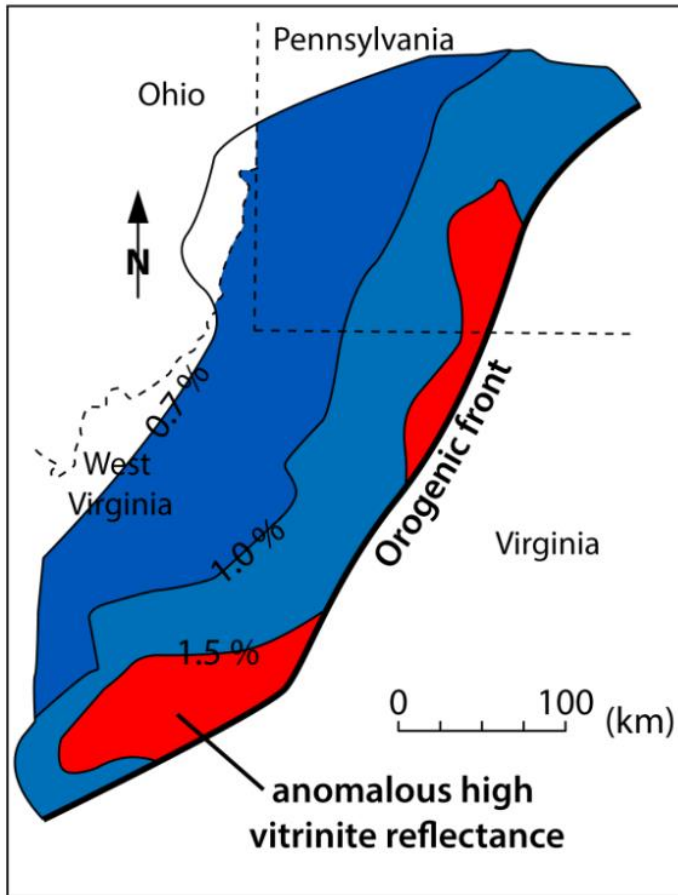 Pennsylvania
Ohio
N
0.7 %
West
Virginia
1.0 %
Orogenic front
Virginia
1.5 %
0 100 (km)
anomalous high
vitrinite reflectance